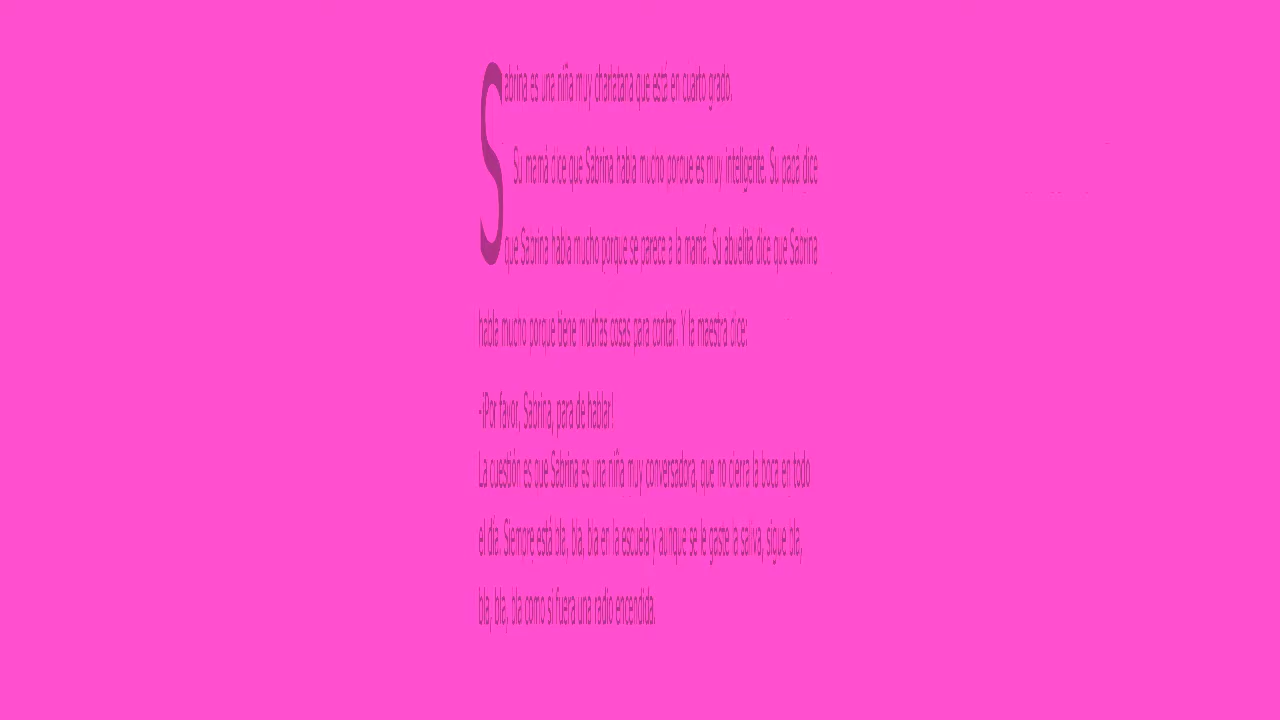 Sabrina es una niña muy charlatana que está en cuarto grado.
Su mamá dice que Sabrina habla mucho porque es muy inteligente. Su papá dice
que Sabrina habla mucho porque se parece a la mamá. Su abuelita dice que Sabrina
habla mucho porque tiene muchas cosas para contar. Y la maestra dice:
-¡Por favor, Sabrina, para de hablar!
La cuestión es que Sabrina es una niña muy conversadora, que no cierra la boca en todo
el día. Siempre está bla, bla, bla en la escuela y aunque se le gaste la saliva, sigue bla,
bla, bla, bla como si fuera una radio encendida.